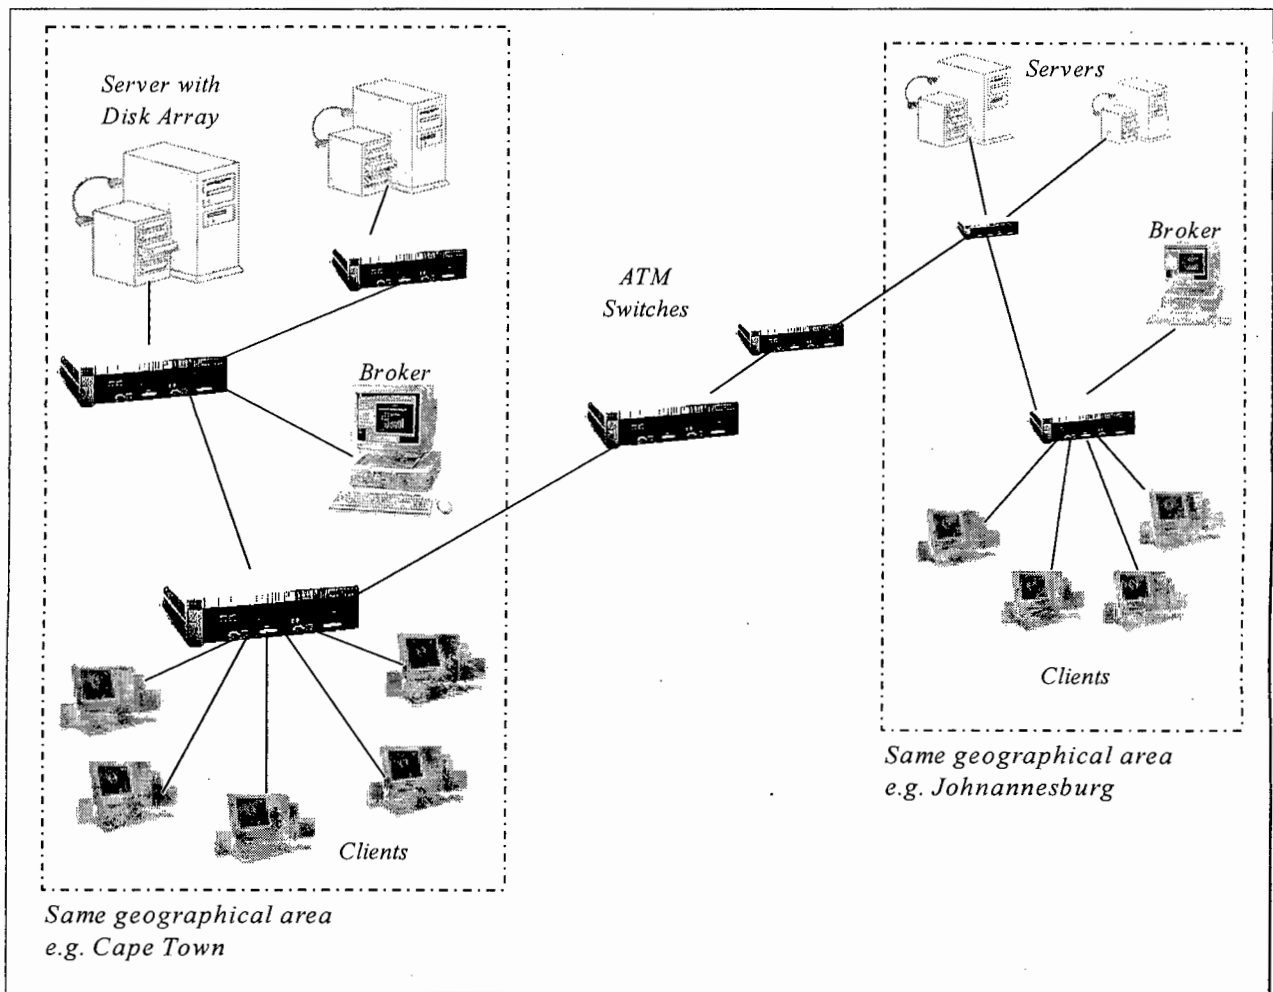 Server with
Disk Array
Servers
Broker
ATM
Switches
Broker
Clients
Clients
Same geographical area
e.g. Johnannesburg
Same geographical area
e.g. Cape Town